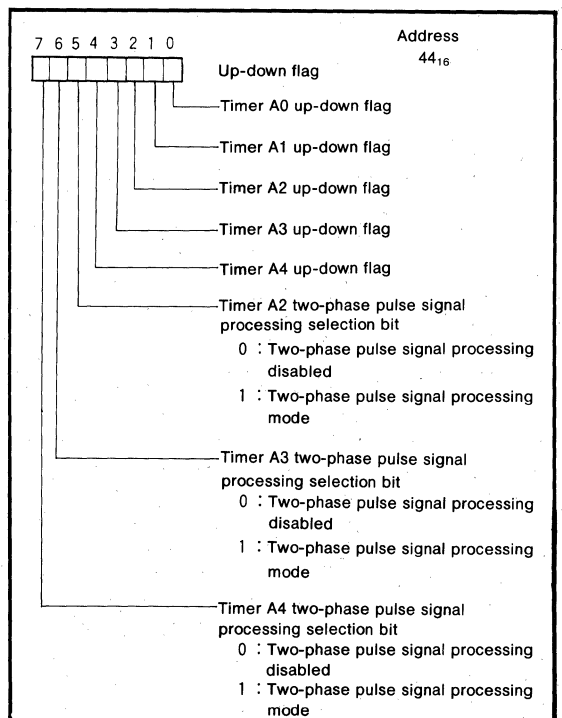 Address
44₁₆
7 6 5 4 3 2 1 0
Up-down flag
Timer A0 up-down flag
Timer A1 up-down flag
Timer A2 up-down flag
Timer A3 up-down flag
Timer A4 up-down flag
Timer A2 two-phase pulse signal
processing selection bit
0 : Two-phase pulse signal processing
disabled
1 : Two-phase pulse signal processing
mode
Timer A3 two-phase pulse signal
processing selection bit
0 : Two-phase pulse signal processing
disabled
1 : Two-phase pulse signal processing
mode
Timer A4 two-phase pulse signal
processing selection bit
0 : Two-phase pulse signal processing
disabled
1 : Two-phase pulse signal processing
mode